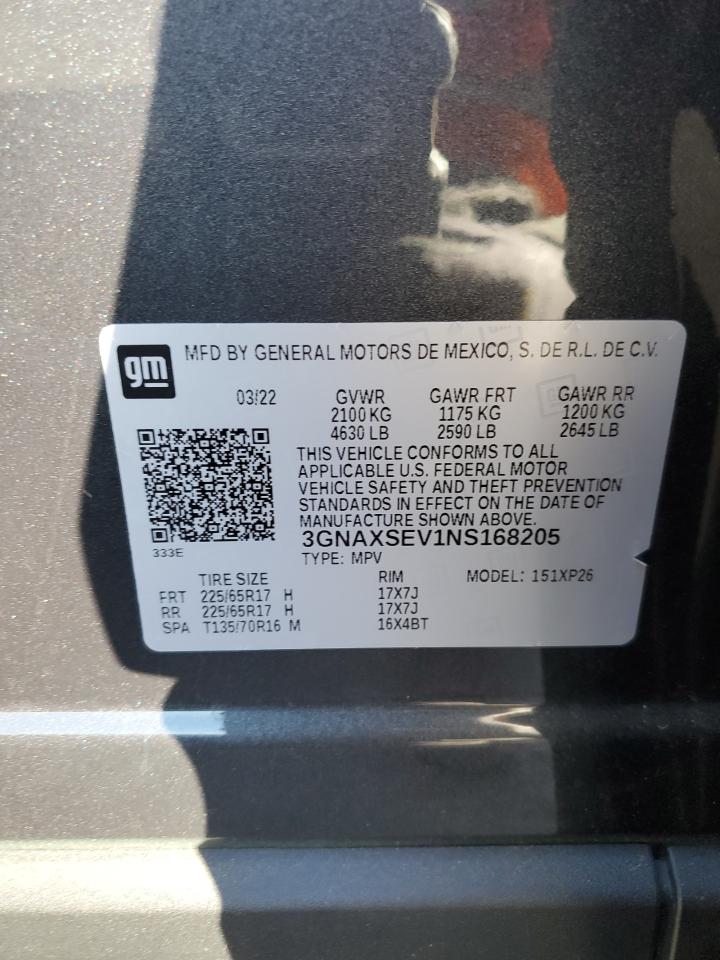 gm
MFD BY GENERAL MOTORS DE MEXICO, S. DE R.L. DE C.V.
03/22 GVWR GAWR FRT GAWR RR
2100 KG 1175 KG 1200 KG
4630 LB 2590 LB 2645 LB
THIS VEHICLE CONFORMS TO ALL
APPLICABLE U.S. FEDERAL MOTOR
VEHICLE SAFETY AND THEFT PREVENTION
STANDARDS IN EFFECT ON THE DATE OF
MANUFACTURE SHOWN ABOVE.
3GNAXSEV1NS168205
333E
TYPE: MPV
TIRE SIZE RIM MODEL: 151XP26
FRT 225/65R17 H 17X7J
RR 225/65R17 H 17X7J
SPA T135/70R16 M 16X4BT